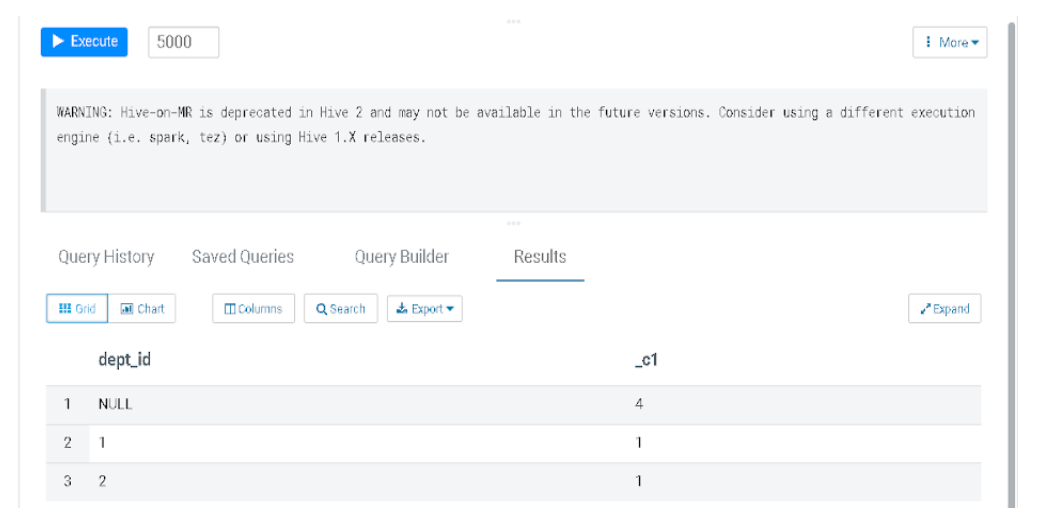 Execute 5000 More
WARNING: Hive-on-MR is deprecated in Hive 2 and may not be available in the future versions. Consider using a different execution
engine (i.e. spark, tez) or using Hive 1.X releases.
Query History Saved Queries Query Builder Results
Grid Chart Columns Search Export Expand
dept_id _c1
1 NULL 4
2 1 1
3 2 1